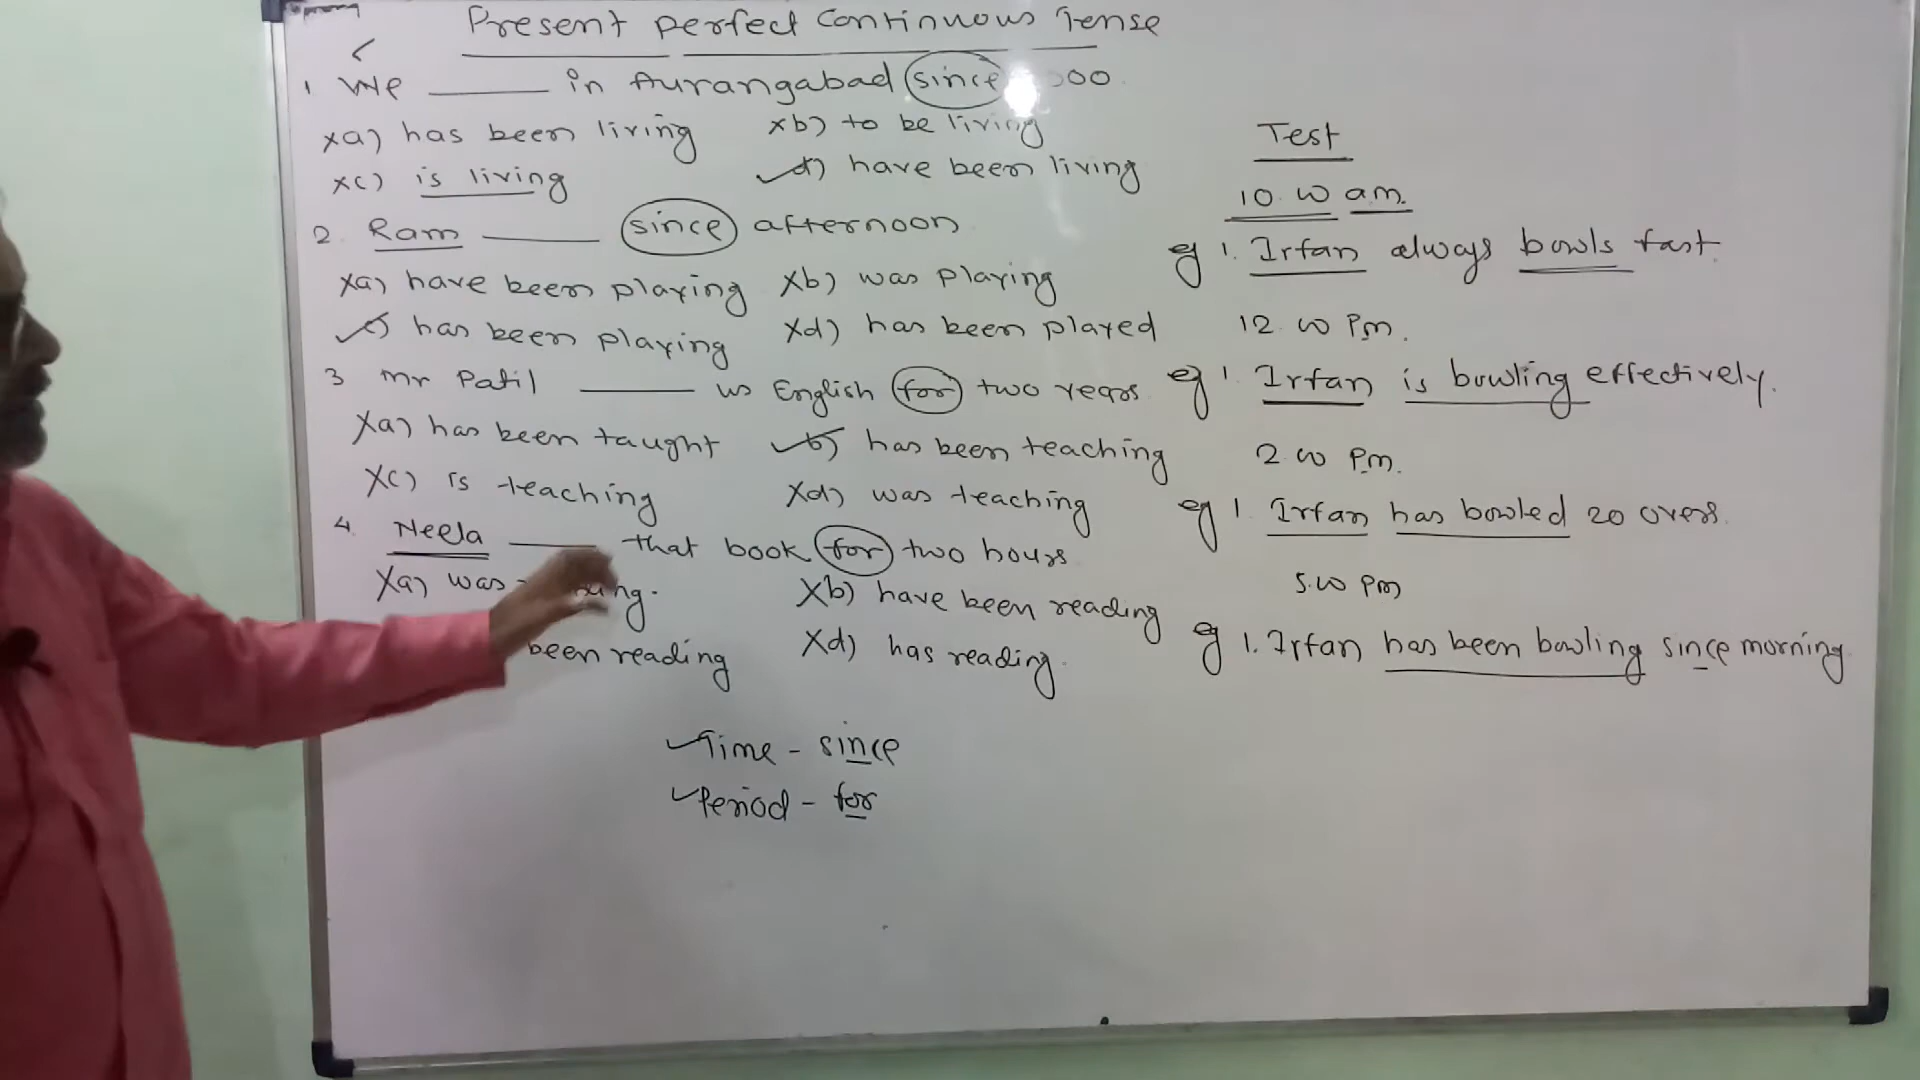 Present perfect Continuous Tense
1 We ______ in Aurangabad since
xa) has been living xb) to be living
xc) is living d) have been living
2. Ram ______ since afternoon
xa) have been playing xb) was playing
c) has been playing xd) has been played
3 Mr Patil ______ us English for two years
xa) has been taught b) has been teaching
xc) is teaching xd) was teaching
4. Neela ______ that book for two hours
xa) was xb) have been reading
been reading xd) has reading.
Time - since
Period - for
Test
10.00 a.m.
eg 1. Irfan always bowls fast.
12.00 P.m.
eg 1. Irfan is bowling effectively.
2.00 P.m.
eg 1. Irfan has bowled 20 overs.
5.00 Pm
eg 1. Irfan has been bowling since morning.